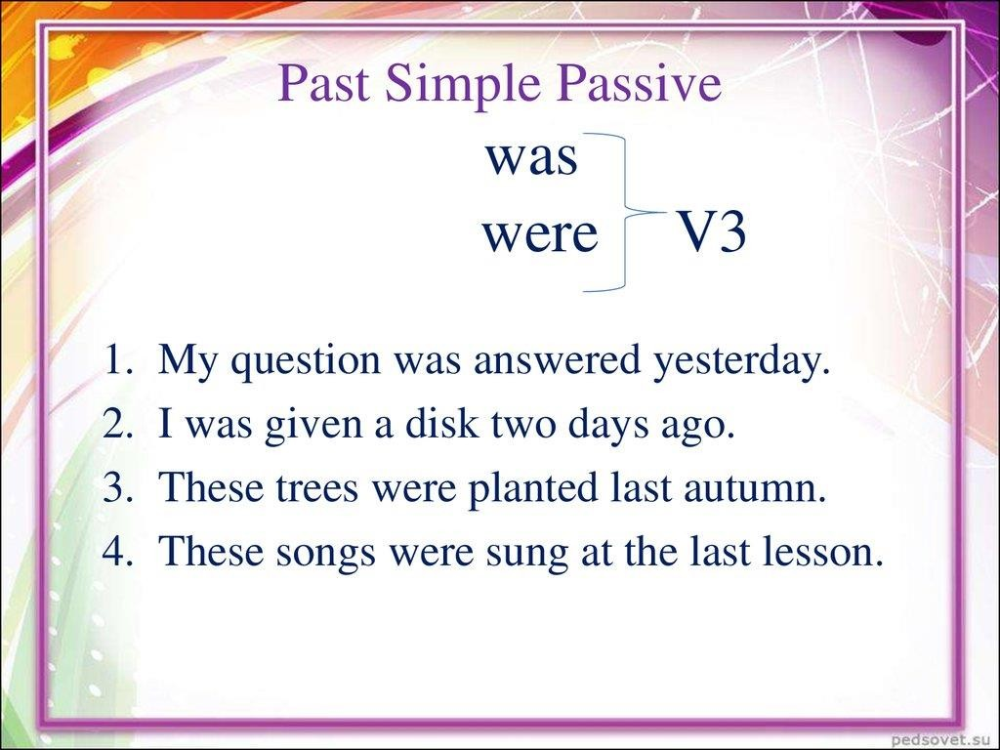 Past Simple Passive
was
were V3
1. My question was answered yesterday.
2. I was given a disk two days ago.
3. These trees were planted last autumn.
4. These songs were sung at the last lesson.
pedsovet.su